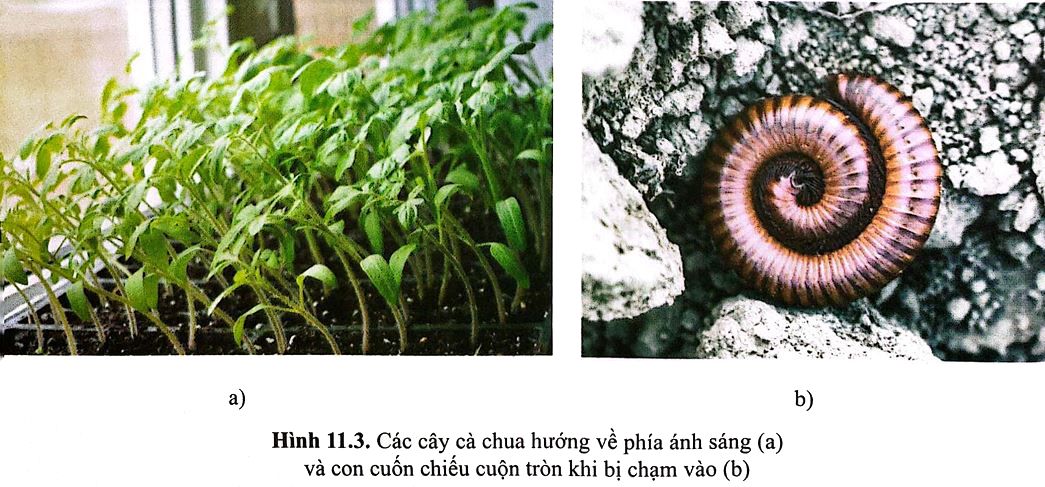 a)
b)
Hình 11.3. Các cây cà chua hướng về phía ánh sáng (a)
và con cuốn chiếu cuộn tròn khi bị chạm vào (b)